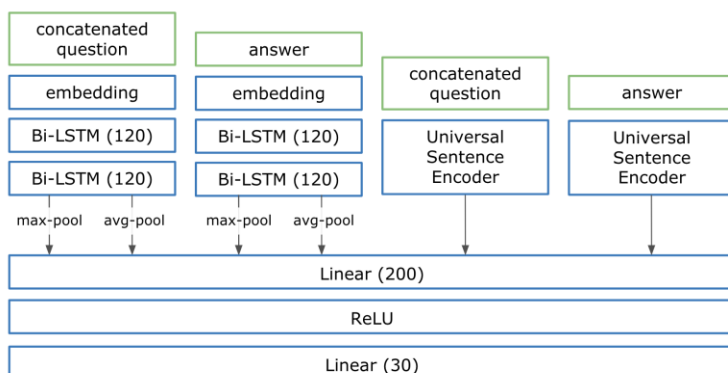 concatenated
question
embedding
Bi-LSTM (120)
Bi-LSTM (120)
max-pool
avg-pool
answer
embedding
Bi-LSTM (120)
Bi-LSTM (120)
max-pool
avg-pool
concatenated
question
Universal
Sentence
Encoder
answer
Universal
Sentence
Encoder
Linear (200)
ReLU
Linear (30)